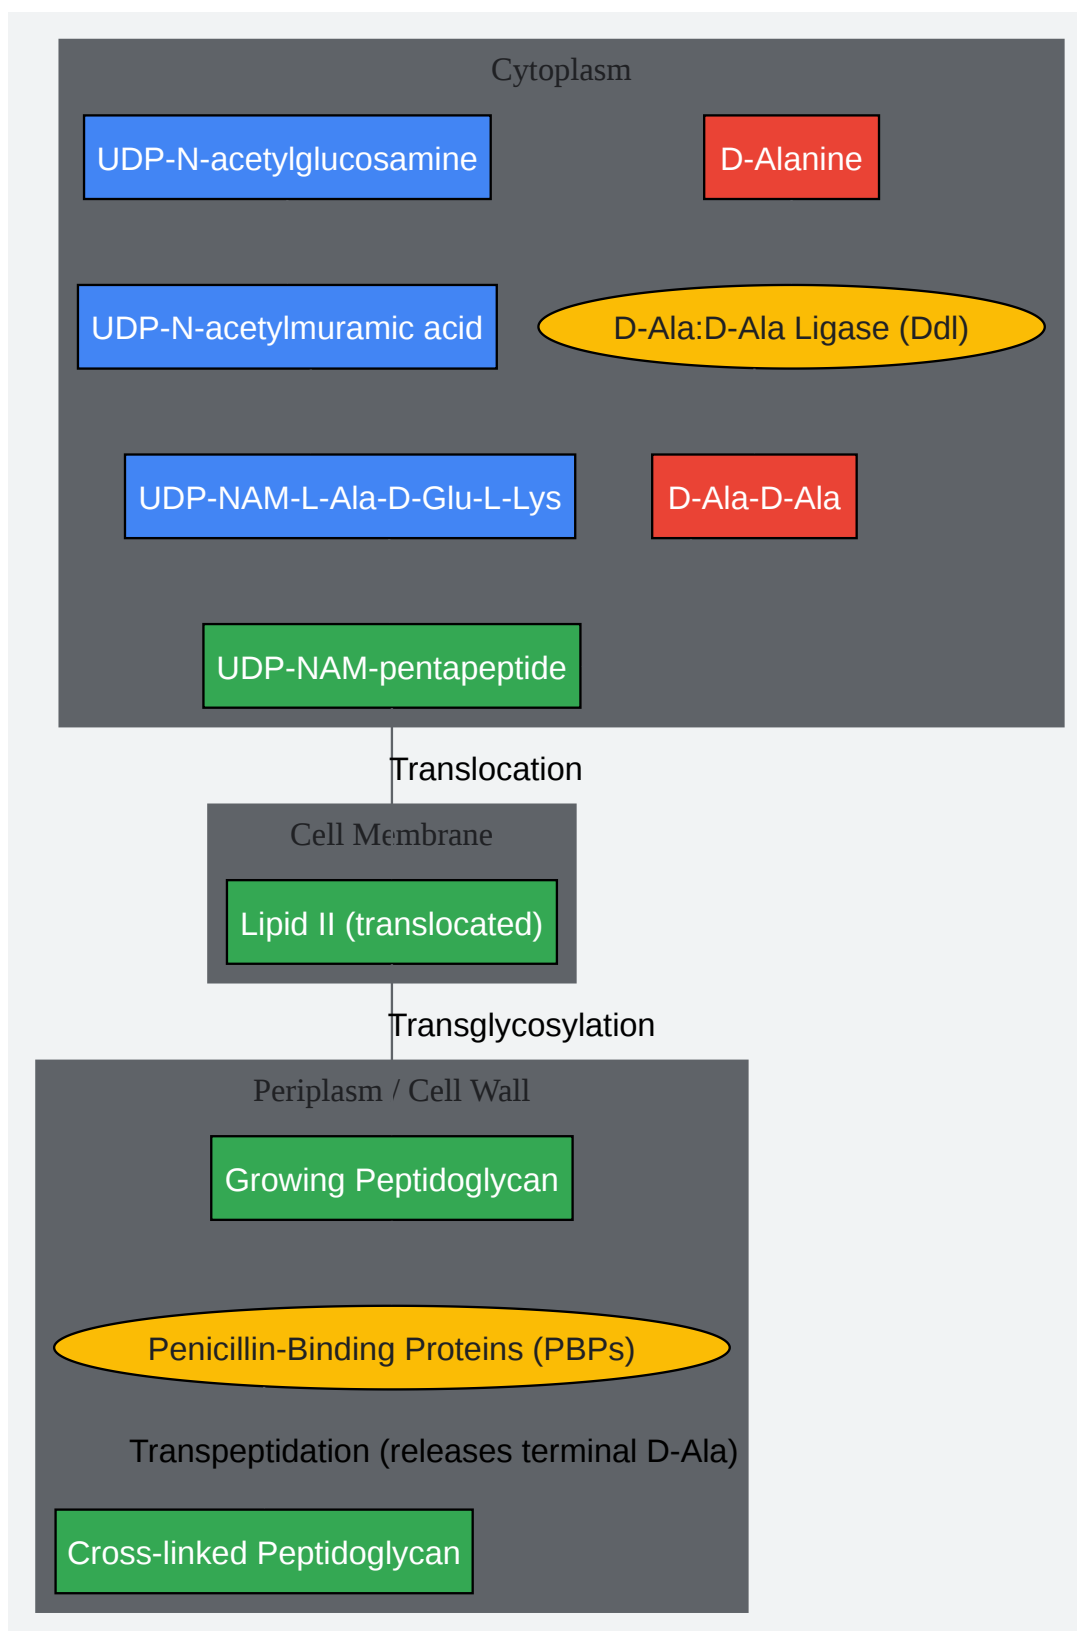 Cytoplasm
UDP-N-acetylglucosamine
D-Alanine
UDP-N-acetylmuramic acid
D-Ala:D-Ala Ligase (Ddl)
UDP-NAM-L-Ala-D-Glu-L-Lys
D-Ala-D-Ala
UDP-NAM-pentapeptide
Translocation
Cell Membrane
Lipid II (translocated)
Transglycosylation
Periplasm / Cell Wall
Growing Peptidoglycan
Penicillin-Binding Proteins (PBPs)
Transpeptidation (releases terminal D-Ala)
Cross-linked Peptidoglycan